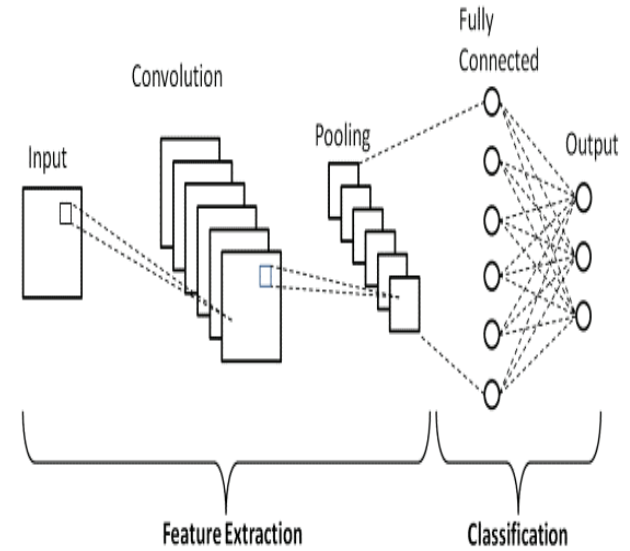 Fully
Connected
Convolution
Pooling
Output
Input
Feature Extraction
Classification